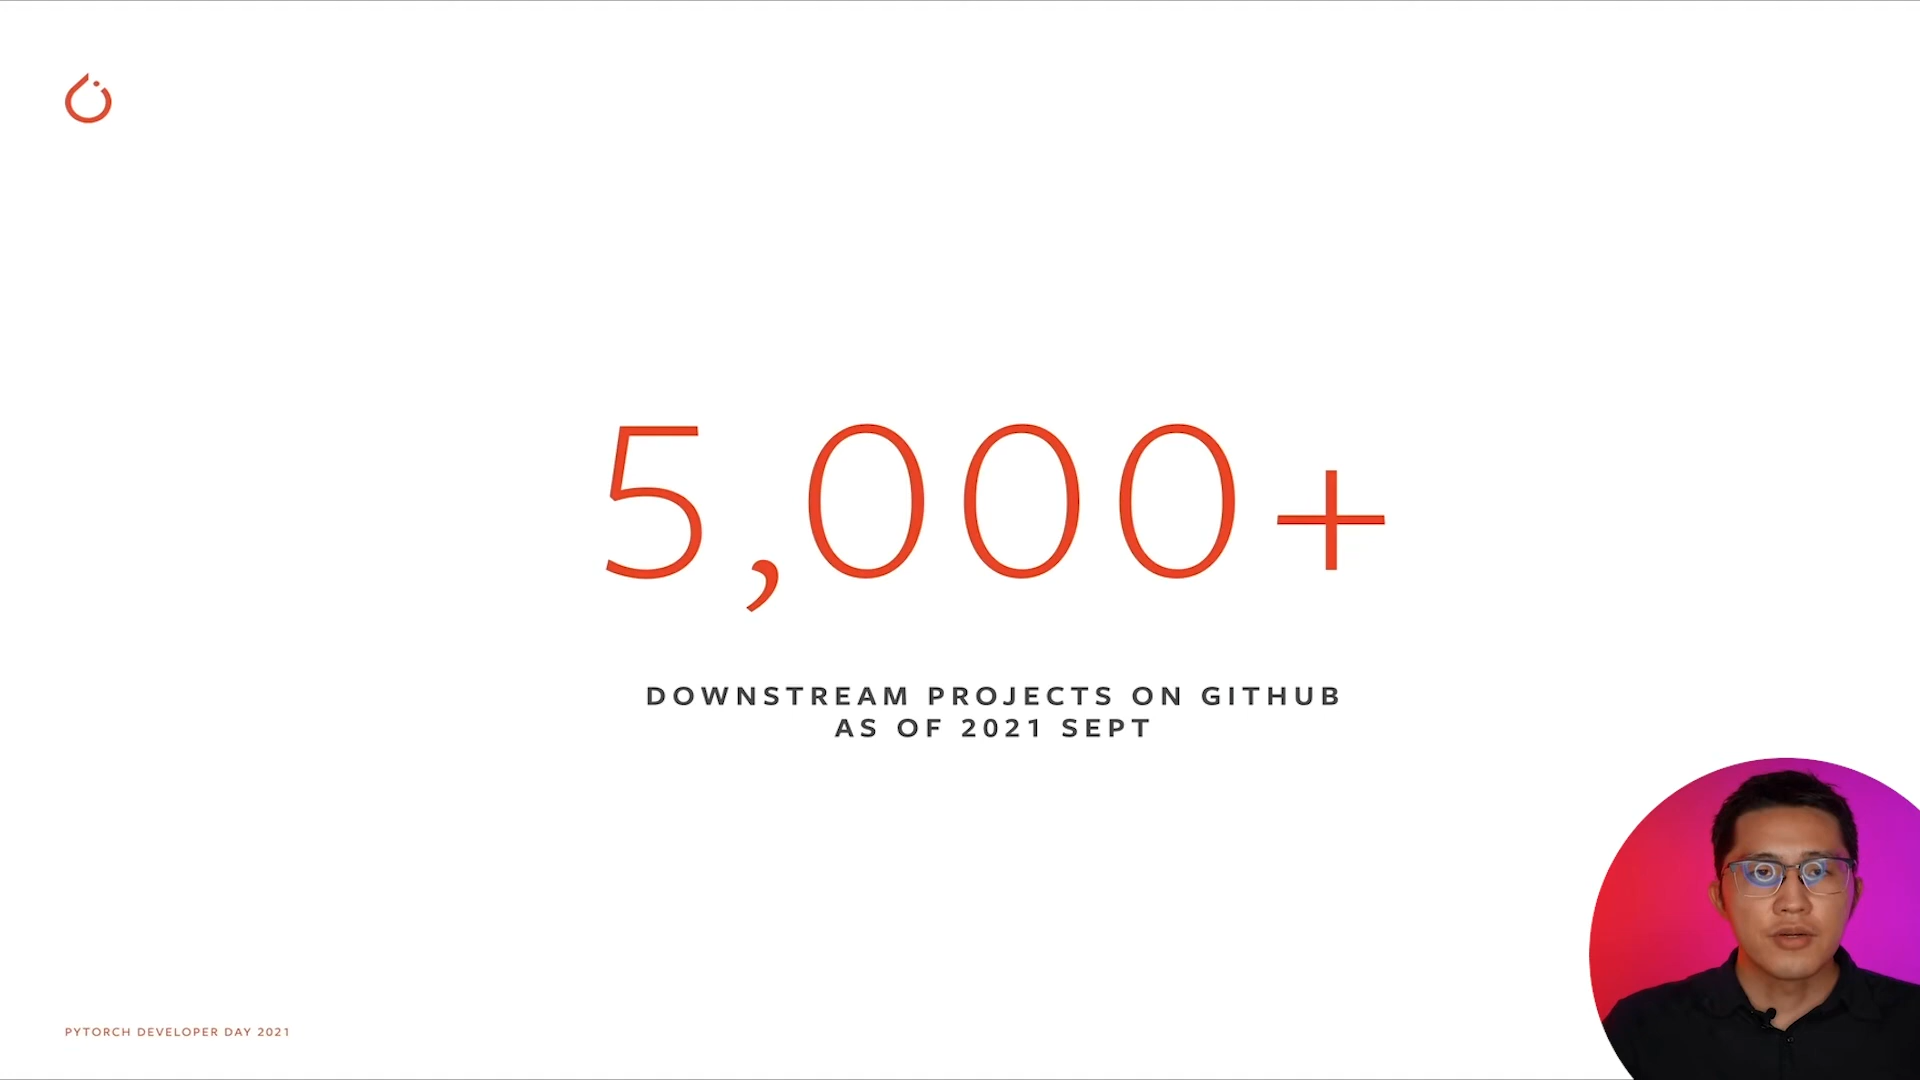 5,000+
DOWNSTREAM PROJECTS ON GITHUB
AS OF 2021 SEPT
PYTORCH DEVELOPER DAY 2021